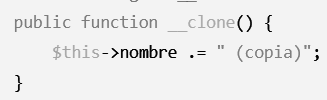 public function __clone() {
$this->nombre .= " (copia)";
}